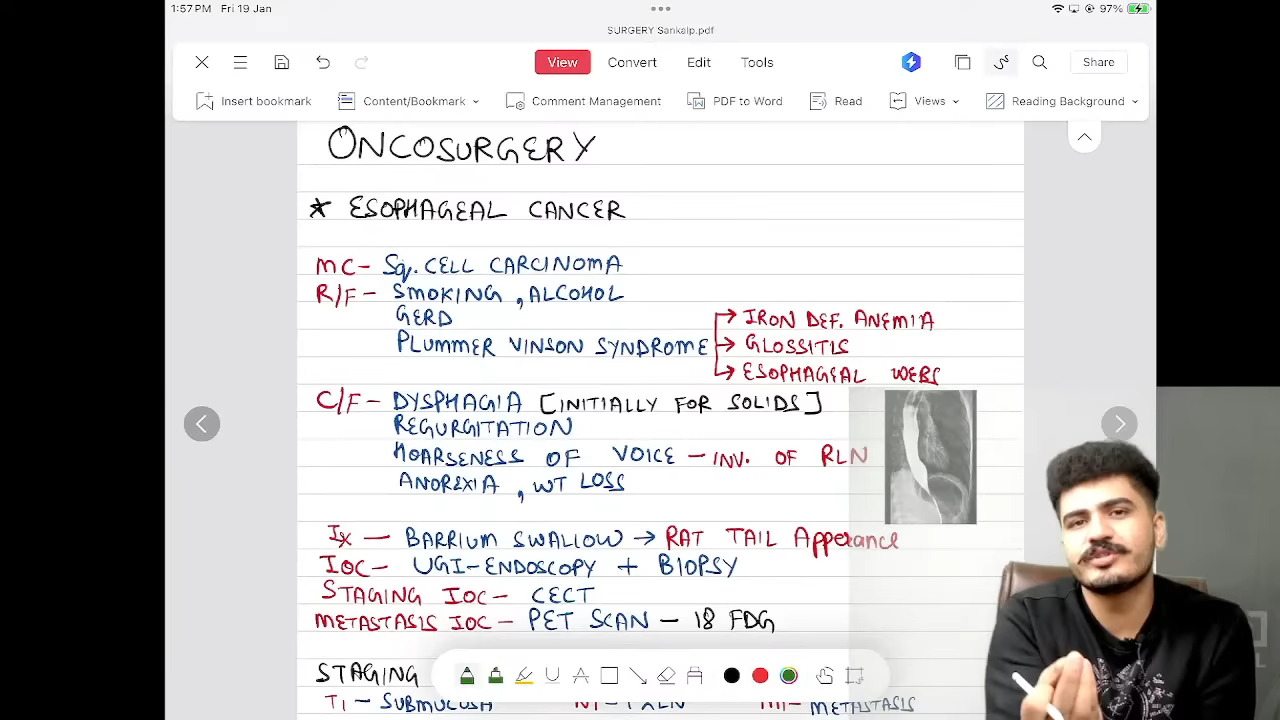 1:57 PM Fri 19 Jan
97%
SURGERY Sankalp.pdf
View Convert Edit Tools Share
Insert bookmark Content/Bookmark Comment Management PDF to Word Read Views Reading Background
ONCOSURGERY
* ESOPHAGEAL CANCER
MC- Sq. CELL CARCINOMA
R/F- SMOKING, ALCOHOL
GERD
PLUMMER VINSON SYNDROME
→ IRON DEF. ANEMIA
→ GLOSSITIS
→ ESOPHAGEAL WEBS
C/F- DYSPHAGIA [INITIALLY FOR SOLIDS]
REGURGITATION
HOARSENESS OF VOICE - INV. OF RLN
ANOREXIA, WT LOSS
Ix - BARRIUM SWALLOW → RAT TAIL Apperance
IOC- UGI-ENDOSCOPY + BIOPSY
STAGING IOC- CECT
METASTASIS IOC- PET SCAN - 18 FDG
STAGING
T1 - SUBMUCOSA
METASTASIS